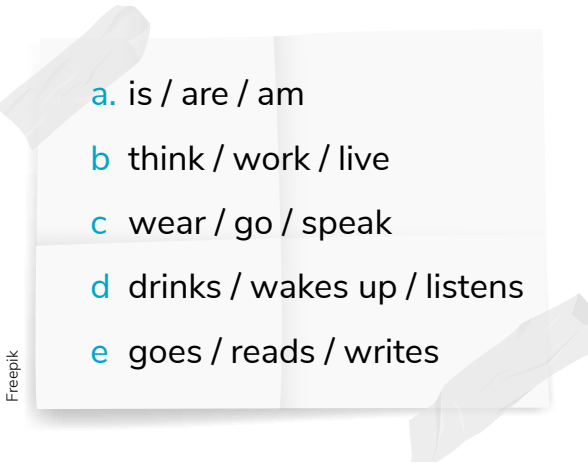 a. is / are / am
b think / work / live
c wear / go / speak
d drinks / wakes up / listens
e goes / reads / writes
Freepik